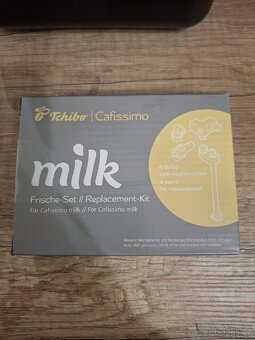 Tchibo | Cafissimo
milk
Frische-Set // Replacement-Kit
Für Cafissimo milk // For Cafissimo milk
4-teilig
zum Austauschen
4 parts
for replacement